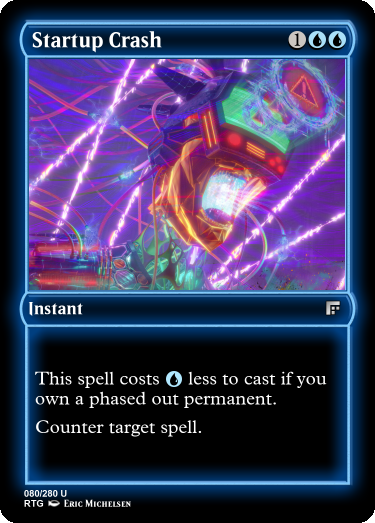 Startup Crash 1
Instant
This spell costs less to cast if you
own a phased out permanent.
Counter target spell.
080/280 U
RTG Eric Michelsen